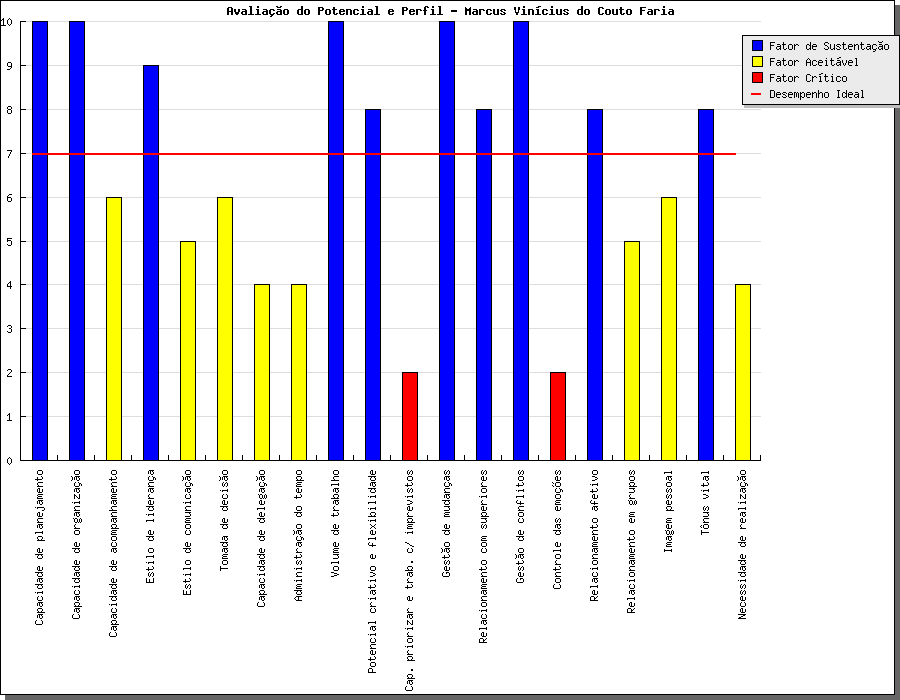 Avaliação do Potencial e Perfil - Marcus Vinícius do Couto Faria
Fator de Sustentação
Fator Aceitável
Fator Crítico
Desempenho Ideal
10
9
8
7
6
5
4
3
2
1
0
Capacidade de planejamento
Capacidade de organização
Capacidade de acompanhamento
Estilo de liderança
Estilo de comunicação
Tomada de decisão
Capacidade de delegação
Administração do tempo
Volume de trabalho
Potencial criativo e flexibilidade
Cap. priorizar e trab. c/ imprevistos
Gestão de mudanças
Relacionamento com superiores
Gestão de conflitos
Controle das emoções
Relacionamento afetivo
Relacionamento em grupos
Imagem pessoal
Tônus vital
Necessidade de realização